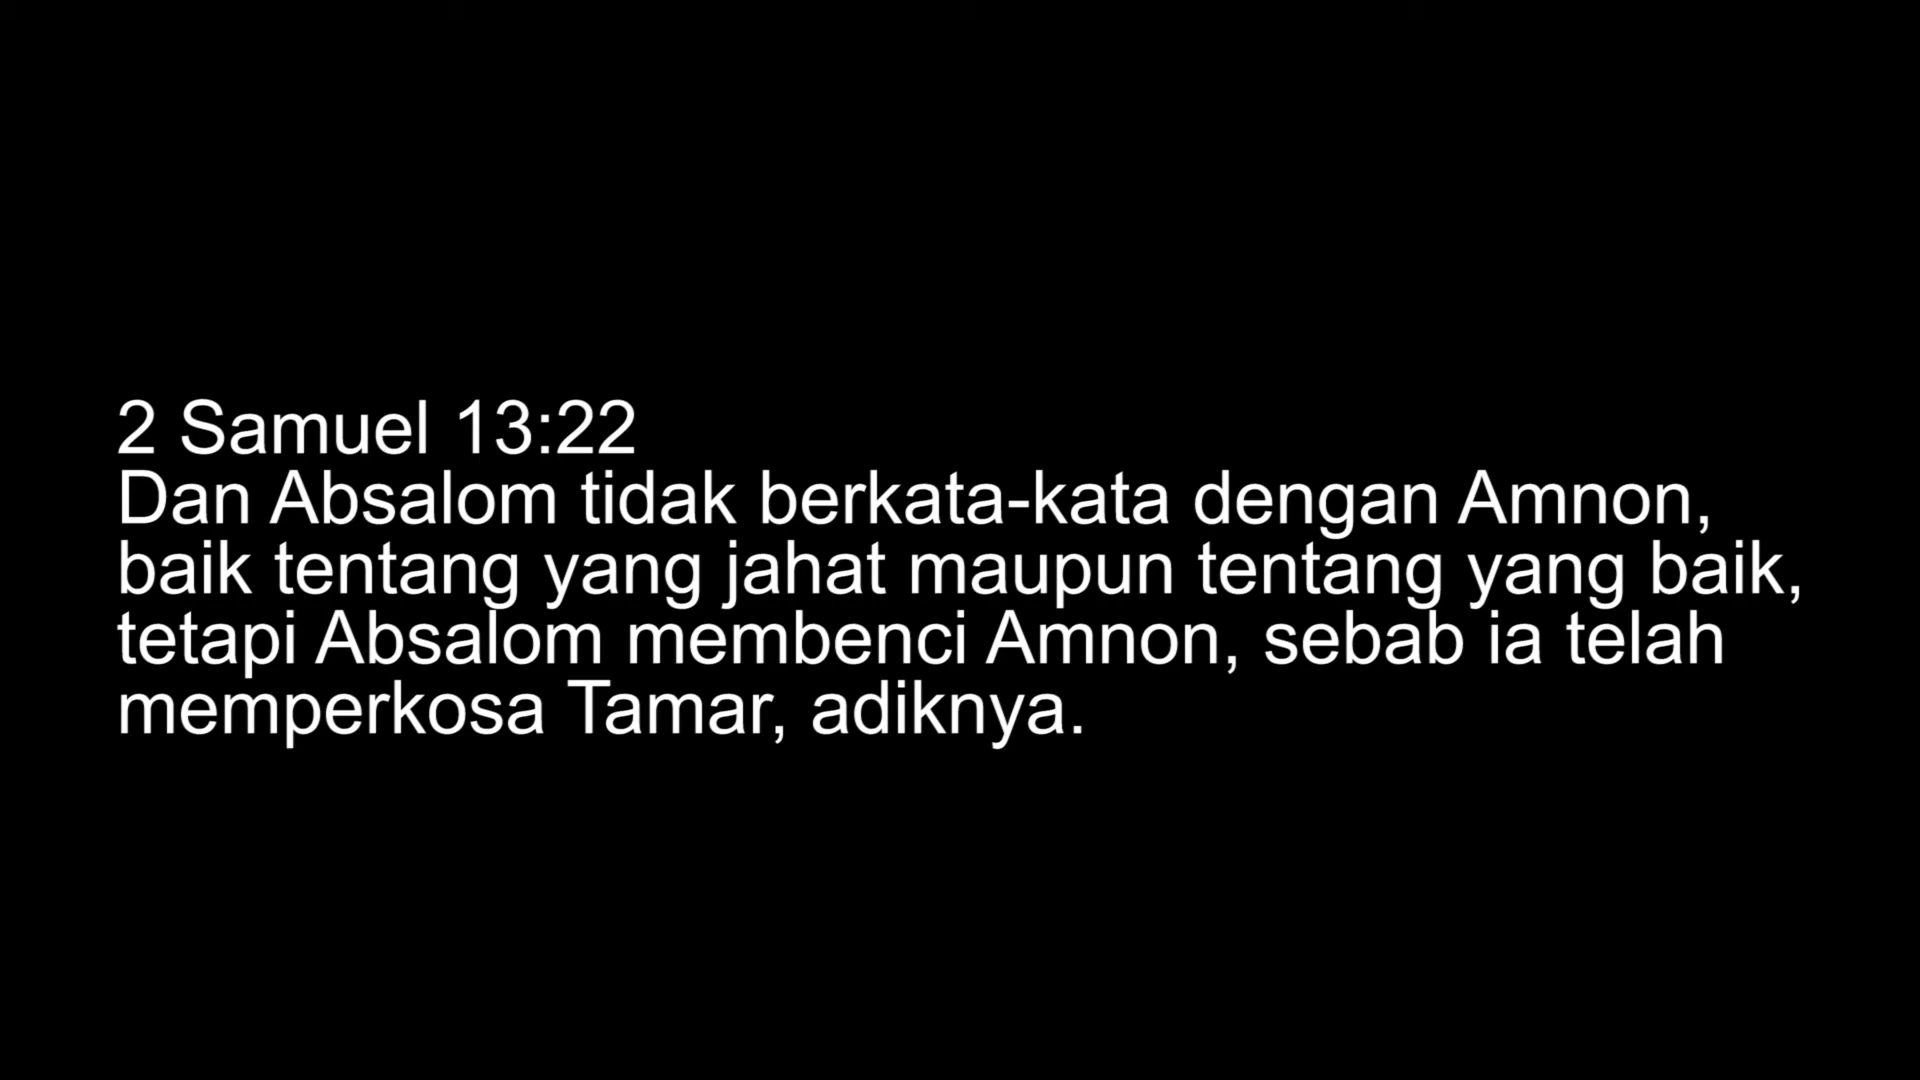 2 Samuel 13:22
Dan Absalom tidak berkata-kata dengan Amnon,
baik tentang yang jahat maupun tentang yang baik,
tetapi Absalom membenci Amnon, sebab ia telah
memperkosa Tamar, adiknya.